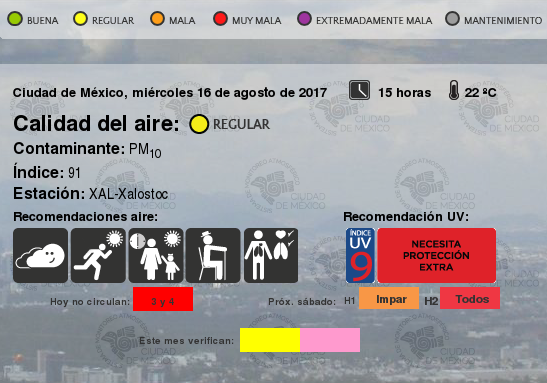 BUENA REGULAR MALA MUY MALA EXTREMADAMENTE MALA MANTENIMIENTO
Ciudad de México, miércoles 16 de agosto de 2017 15 horas 22 ºC
Calidad del aire: REGULAR
Contaminante: PM10
Índice: 91
Estación: XAL-Xalostoc
Recomendaciones aire: Recomendación UV:
ÍNDICE
UV
9
NECESITA
PROTECCIÓN
EXTRA
Hoy no circulan: 3 y 4 Próx. sábado: H1 Impar H2 Todos
Este mes verifican: